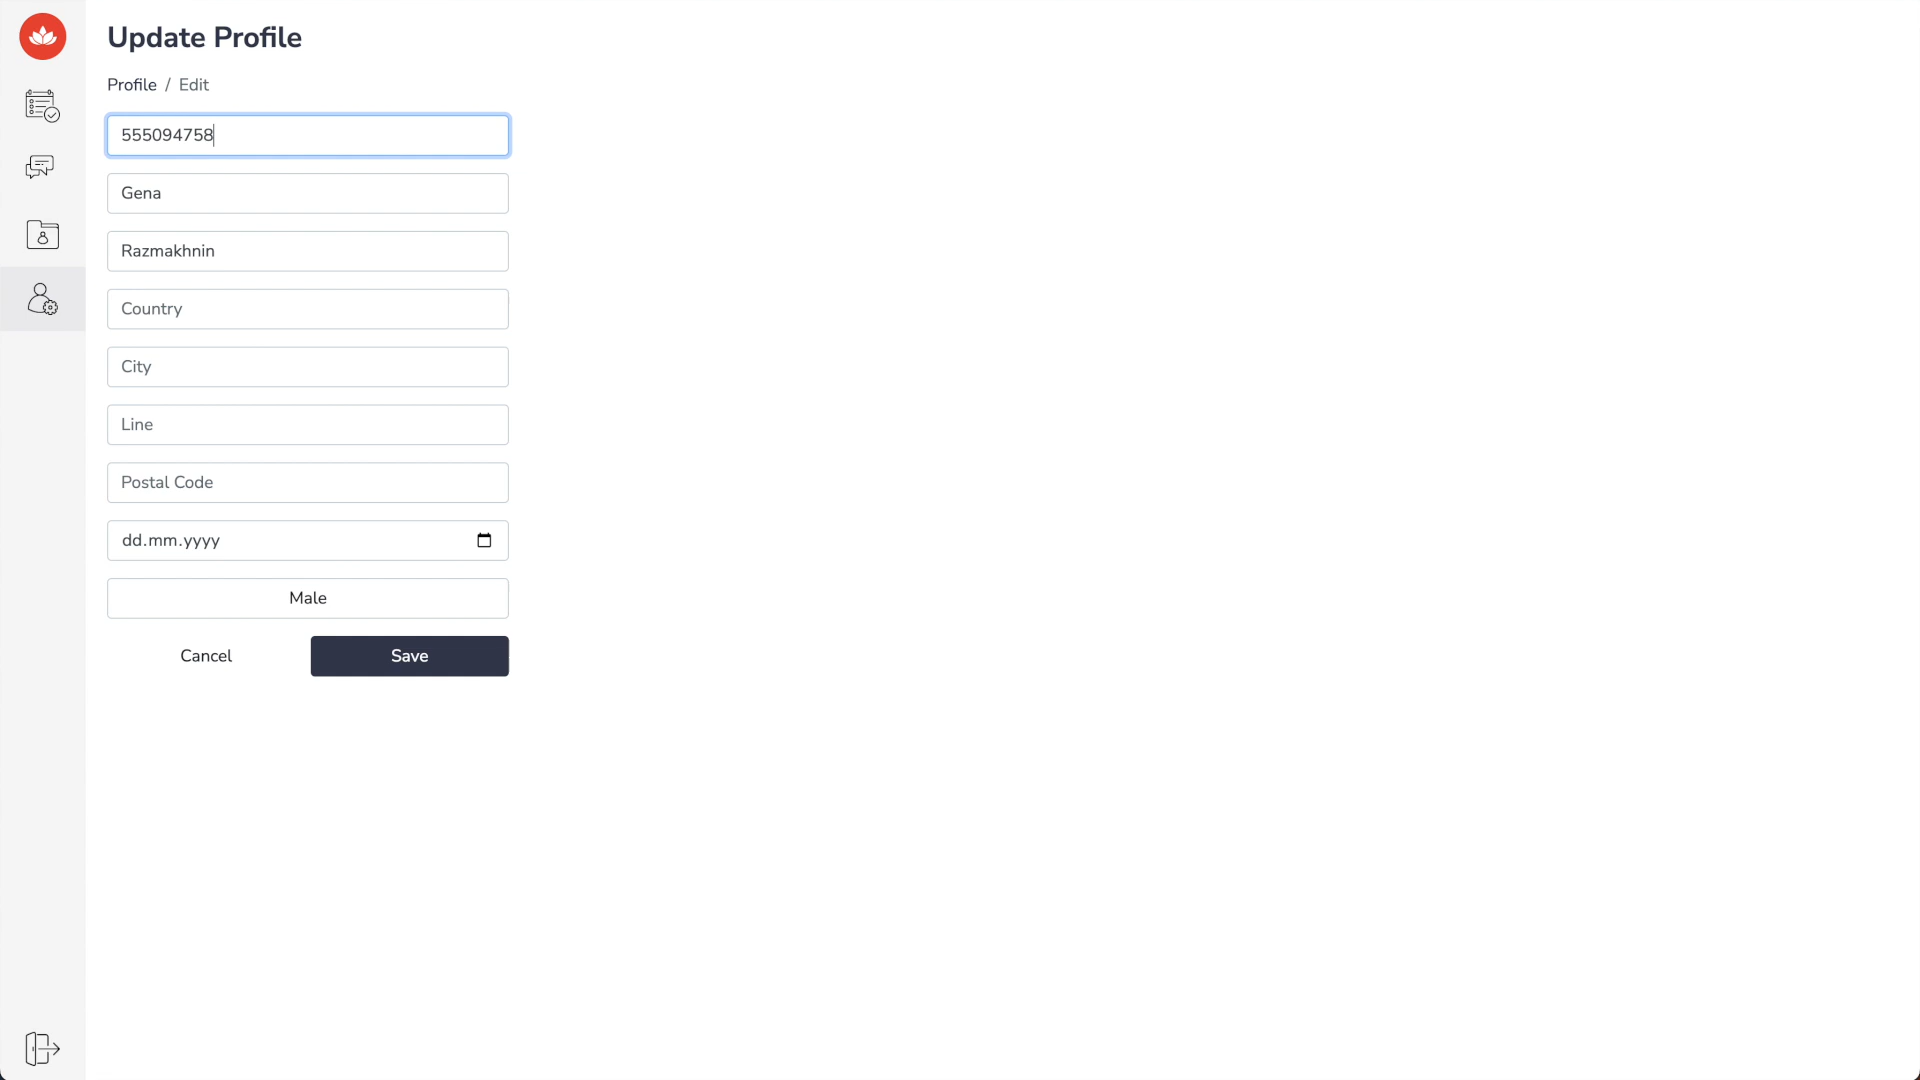 Update Profile
Profile / Edit
555094758
Gena
Razmakhnin
Country
City
Line
Postal Code
dd.mm.yyyy
Male
Cancel
Save